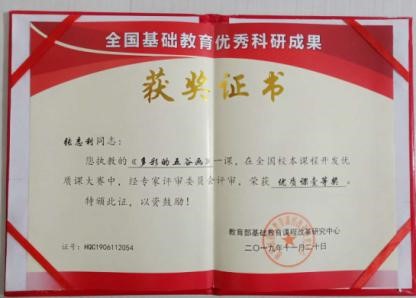 全国基础教育优秀科研成果
获奖证书
张志利同志：
您执教的《多彩的五谷画》一课，在全国校本课程开发优
质课大赛中，经专家评审委员会评审，荣获 优质课壹等奖。
特颁此证，以资鼓励！
教育部基础教育课程改革研究中心
证号：HQC1906112054
二〇一九年十一月二十日